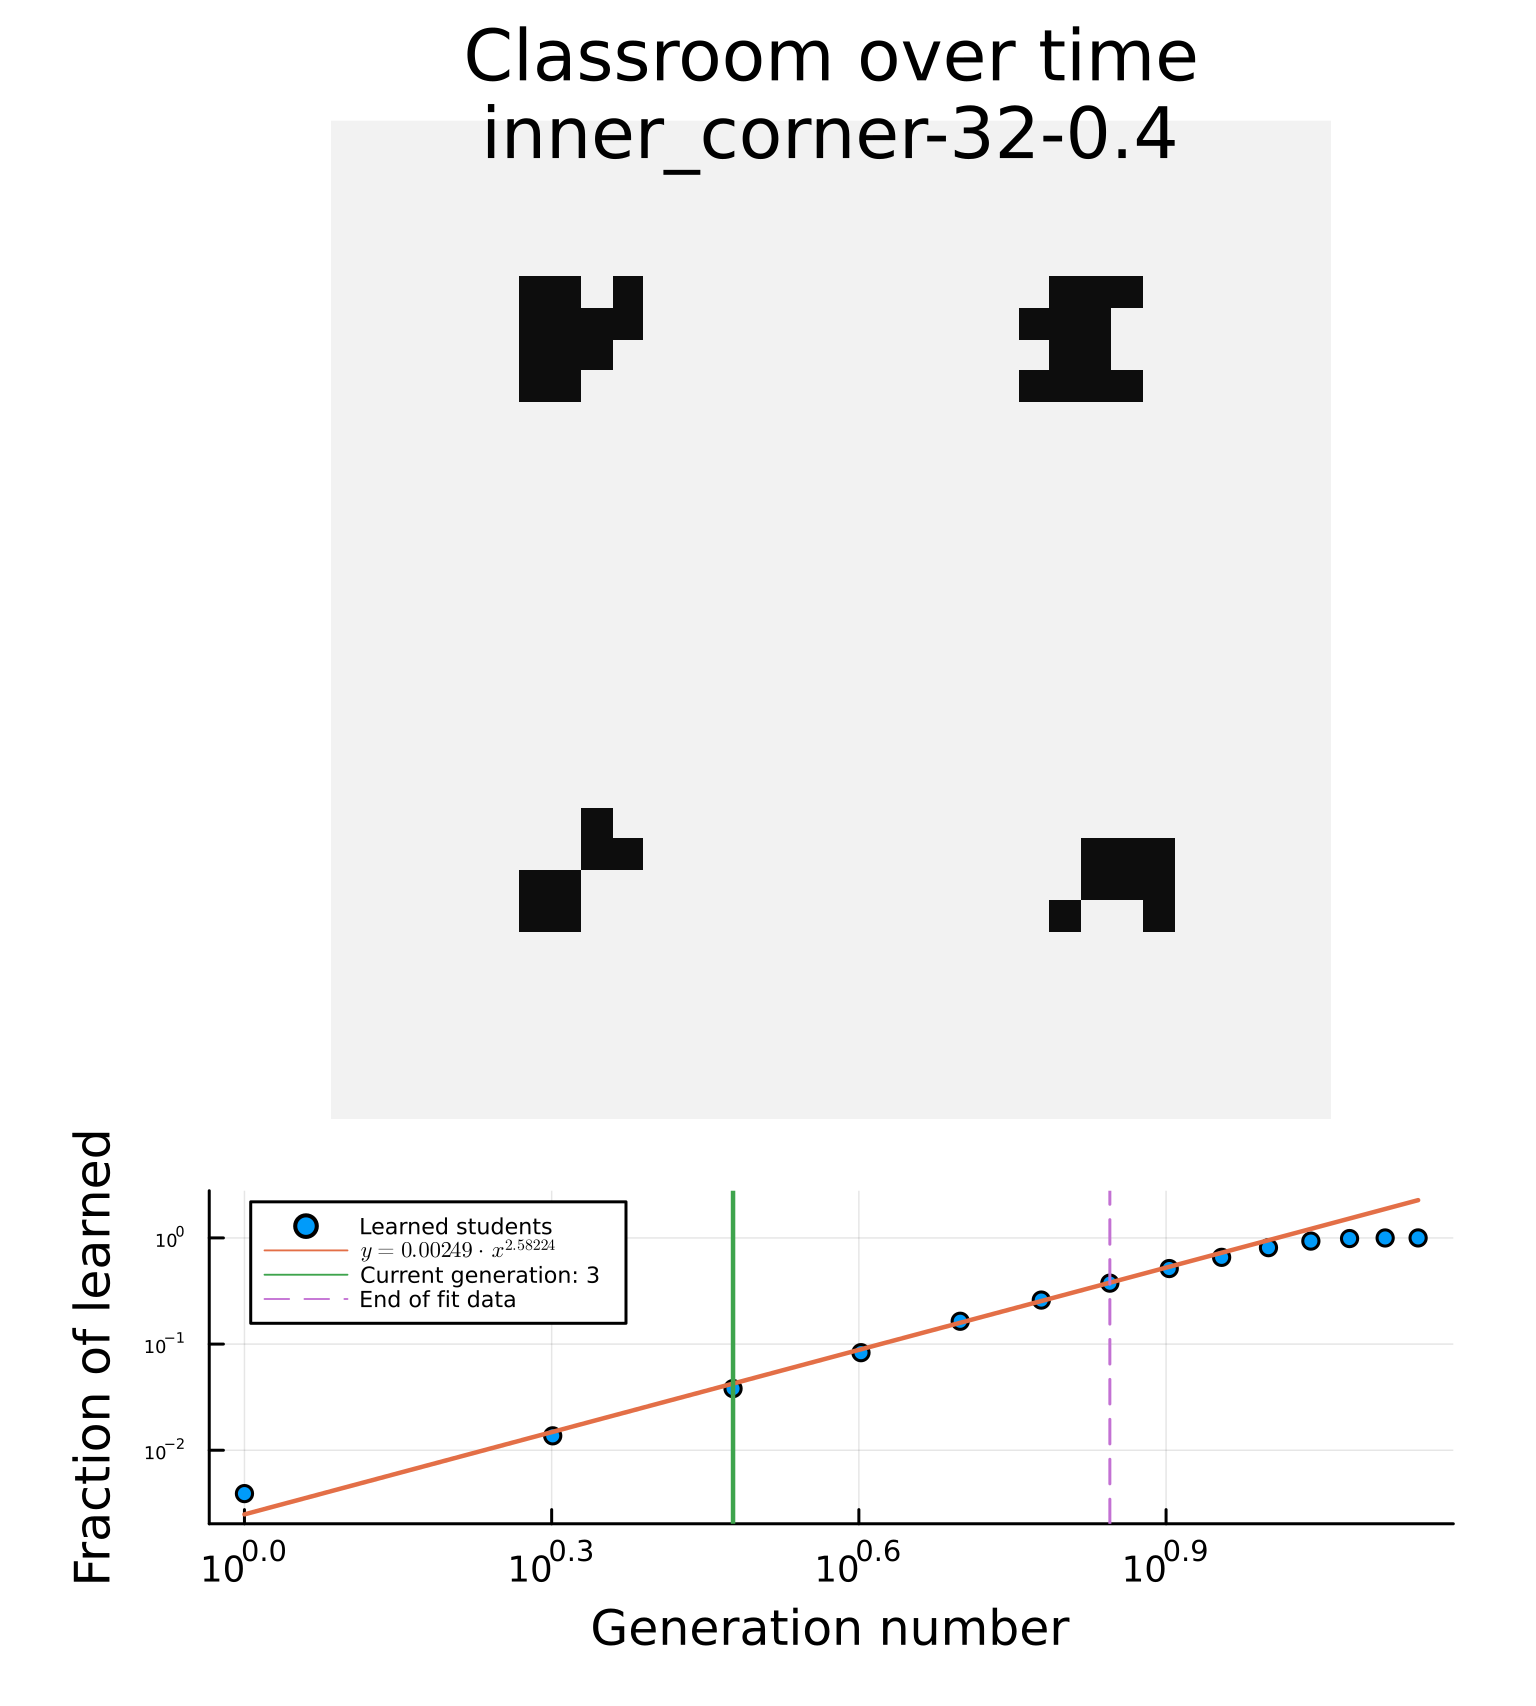 Classroom over time
inner_corner-32-0.4
Fraction of learned
10^0
10^-1
10^-2
Learned students
y = 0.00249 · x^2.58224
Current generation: 3
End of fit data
10^0.0 10^0.3 10^0.6 10^0.9
Generation number